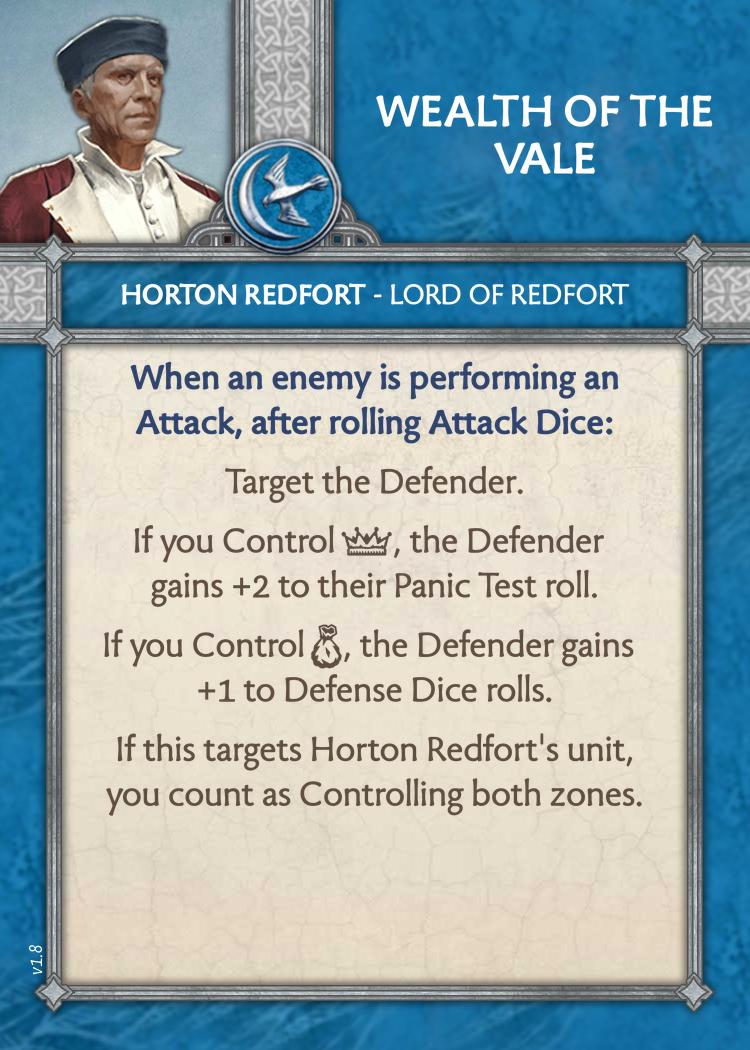 WEALTH OF THE
VALE
HORTON REDFORT - LORD OF REDFORT
When an enemy is performing an
Attack, after rolling Attack Dice:
Target the Defender.
If you Control , the Defender
gains +2 to their Panic Test roll.
If you Control , the Defender gains
+1 to Defense Dice rolls.
If this targets Horton Redfort's unit,
you count as Controlling both zones.
v1.8